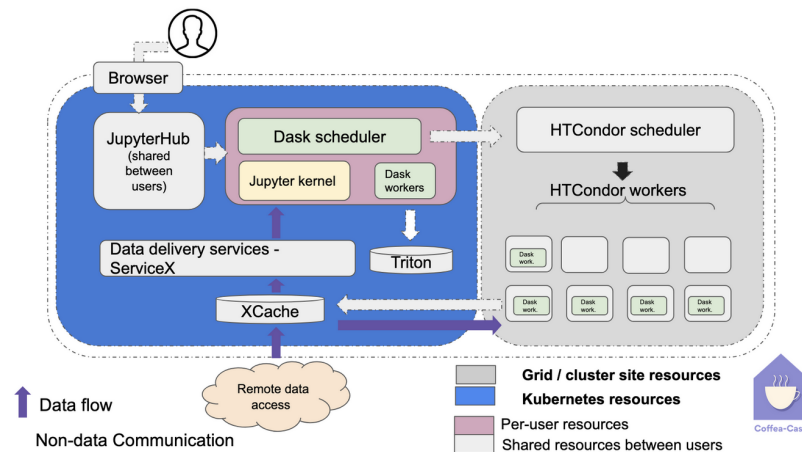 Browser
JupyterHub
(shared
between
users)
Dask scheduler
Jupyter kernel
Dask
workers
HTCondor scheduler
HTCondor workers
Data delivery services -
ServiceX
Triton
XCache
Dask
work.
Dask
work.
Dask
work.
Dask
work.
Dask
work.
Remote data
access
Data flow
Non-data Communication
Grid / cluster site resources
Kubernetes resources
Per-user resources
Shared resources between users